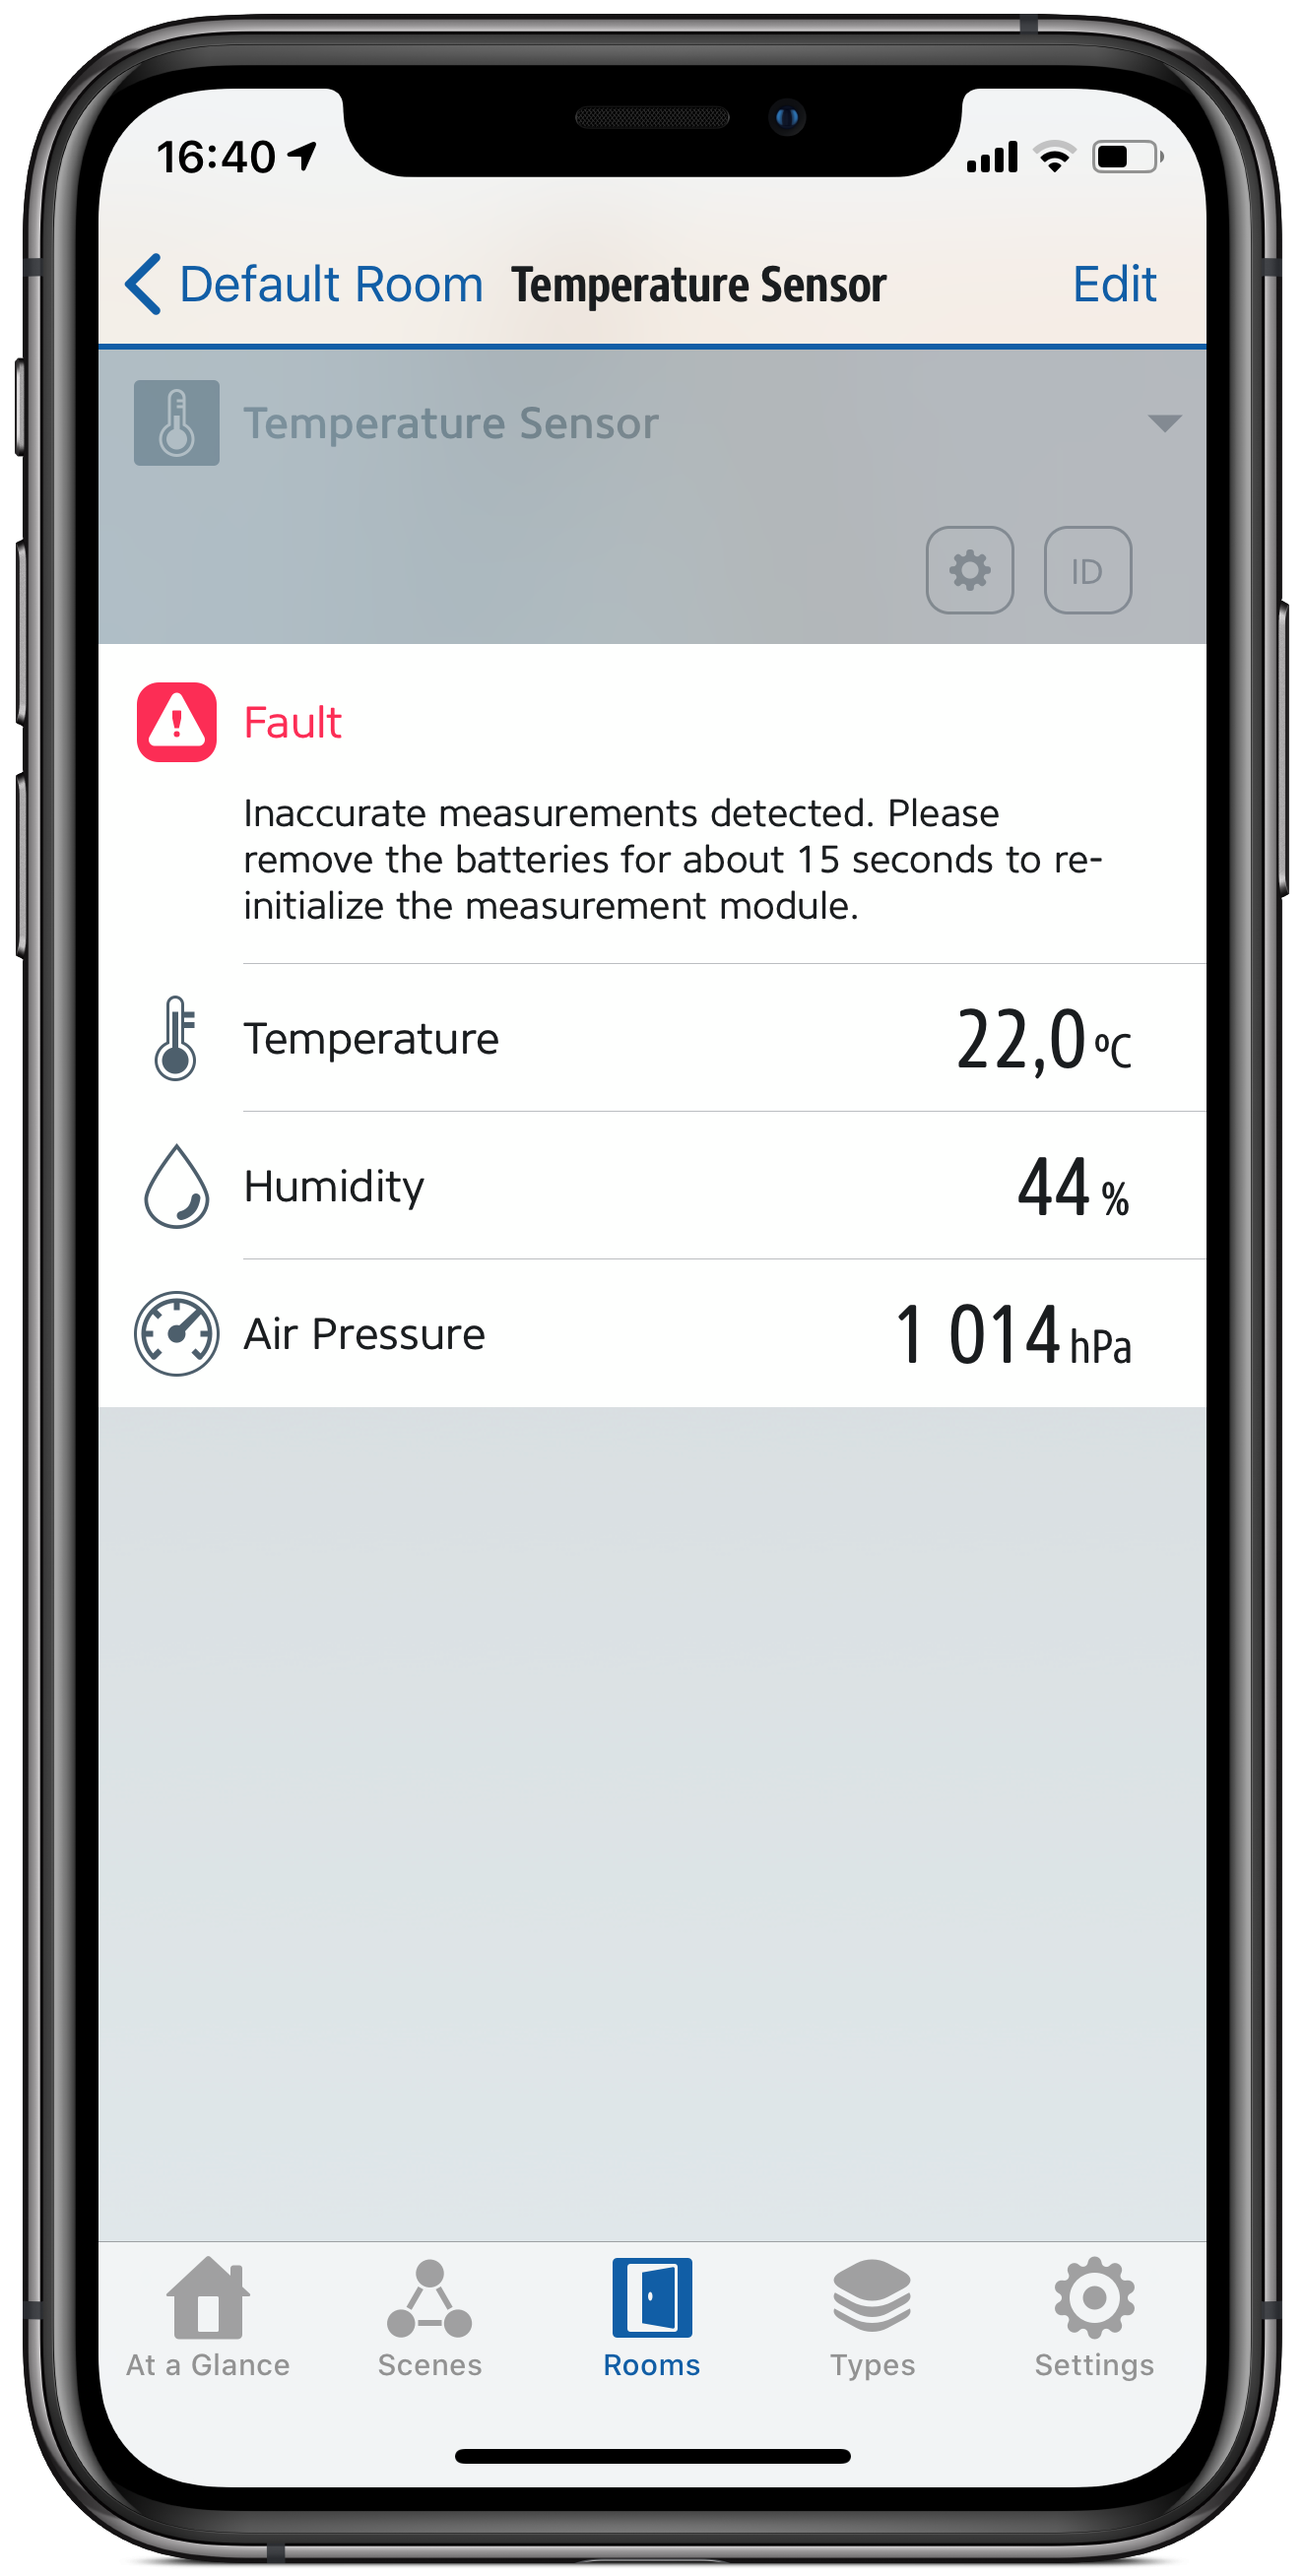 16:40
Default Room Temperature Sensor Edit
Temperature Sensor
ID
Fault
Inaccurate measurements detected. Please
remove the batteries for about 15 seconds to re-
initialize the measurement module.
Temperature 22,0 °C
Humidity 44 %
Air Pressure 1 014 hPa
At a Glance Scenes Rooms Types Settings